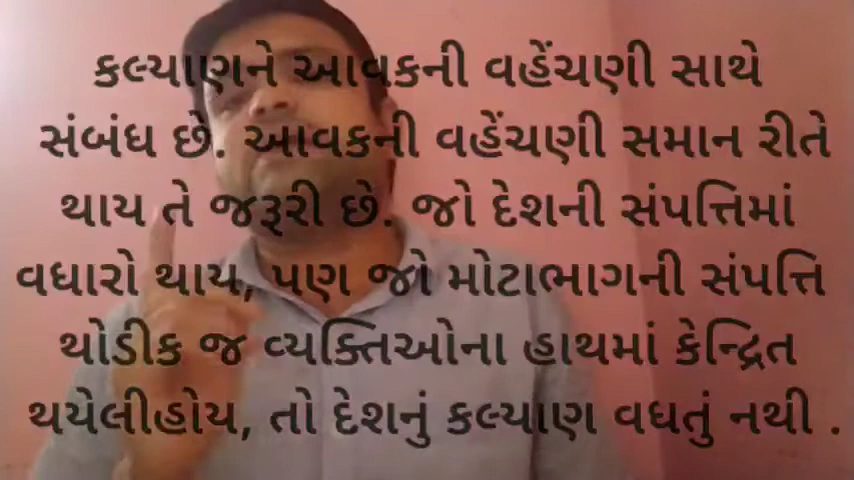 કલ્યાણને આવકની વહેંચણી સાથે
સંબંધ છે. આવકની વહેંચણી સમાન રીતે
થાય તે જરૂરી છે. જો દેશની સંપત્તિમાં
વધારો થાય, પણ જો મોટાભાગની સંપત્તિ
થોડીક જ વ્યક્તિઓના હાથમાં કેન્દ્રિત
થયેલીહોય, તો દેશનું કલ્યાણ વધતું નથી .